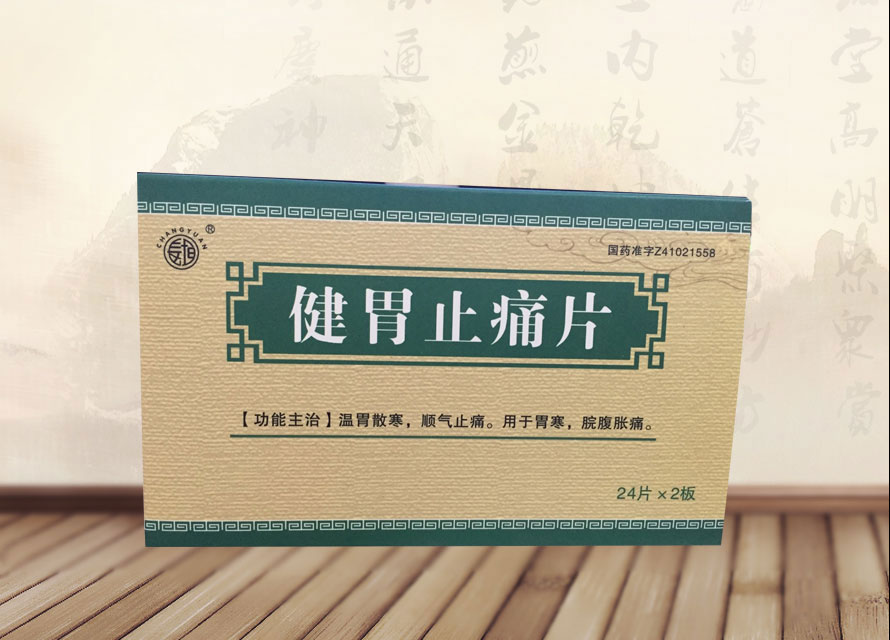 CHANGYUAN
®
国药准字Z41021558
健胃止痛片
【功能主治】温胃散寒，顺气止痛。用于胃寒，脘腹胀痛。
24片×2板